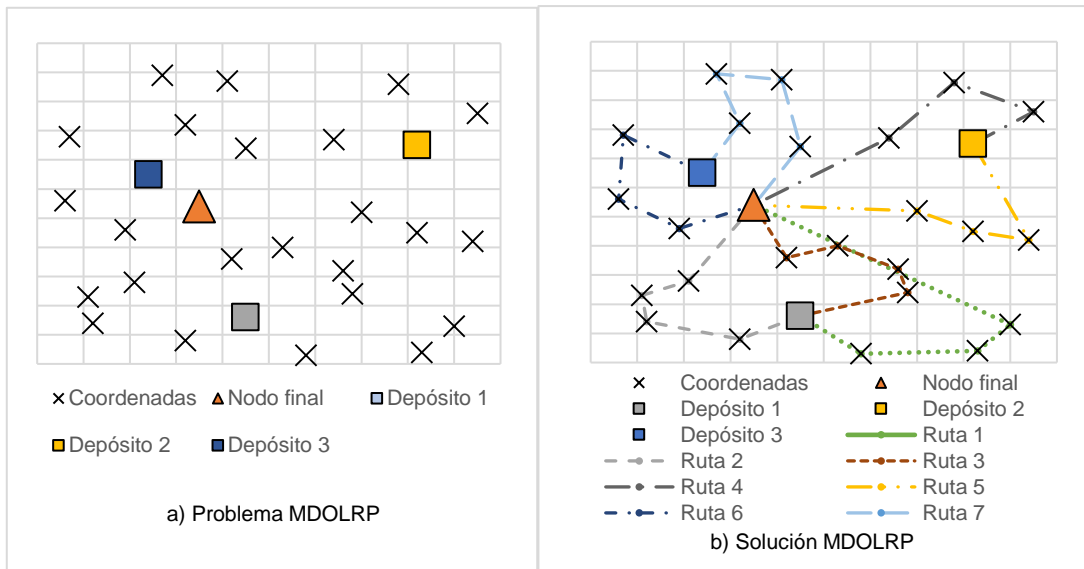 Coordenadas Nodo final Depósito 1
Depósito 2 Depósito 3
a) Problema MDOLRP
Coordenadas Nodo final
Depósito 1 Depósito 2
Depósito 3 Ruta 1
Ruta 2 Ruta 3
Ruta 4 Ruta 5
Ruta 6 Ruta 7
b) Solución MDOLRP